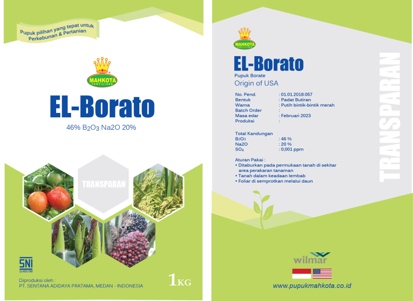 Pupuk pilihan yang tepat untuk
Perkebunan & Pertanian
MAHKOTA
EL-Borato
46% B2O3 Na2O 20%
TRANSPARAN
SNI
Diproduksi oleh:
PT. SENTANA ADIDAYA PRATAMA, MEDAN - INDONESIA
1KG
MAHKOTA
EL-Borato
Pupuk Borate
Origin of USA
No. Pend. : 01.01.2018.057
Bentuk : Padat Butiran
Warna : Putih bintik-bintik merah
Batch Order
Masa edar : Februari 2023
Produksi :
Total Kandungan
B2O3 : 46 %
Na2O : 20 %
SO4 : 0,001 ppm
Aturan Pakai :
• Ditaburkan pada permukaan tanah di sekitar
area perakaran tanaman
• Tanah dalam keadaan lembab
• Foliar di semprotkan melalui daun
TRANSPARAN
wilmar
www.pupukmahkota.co.id